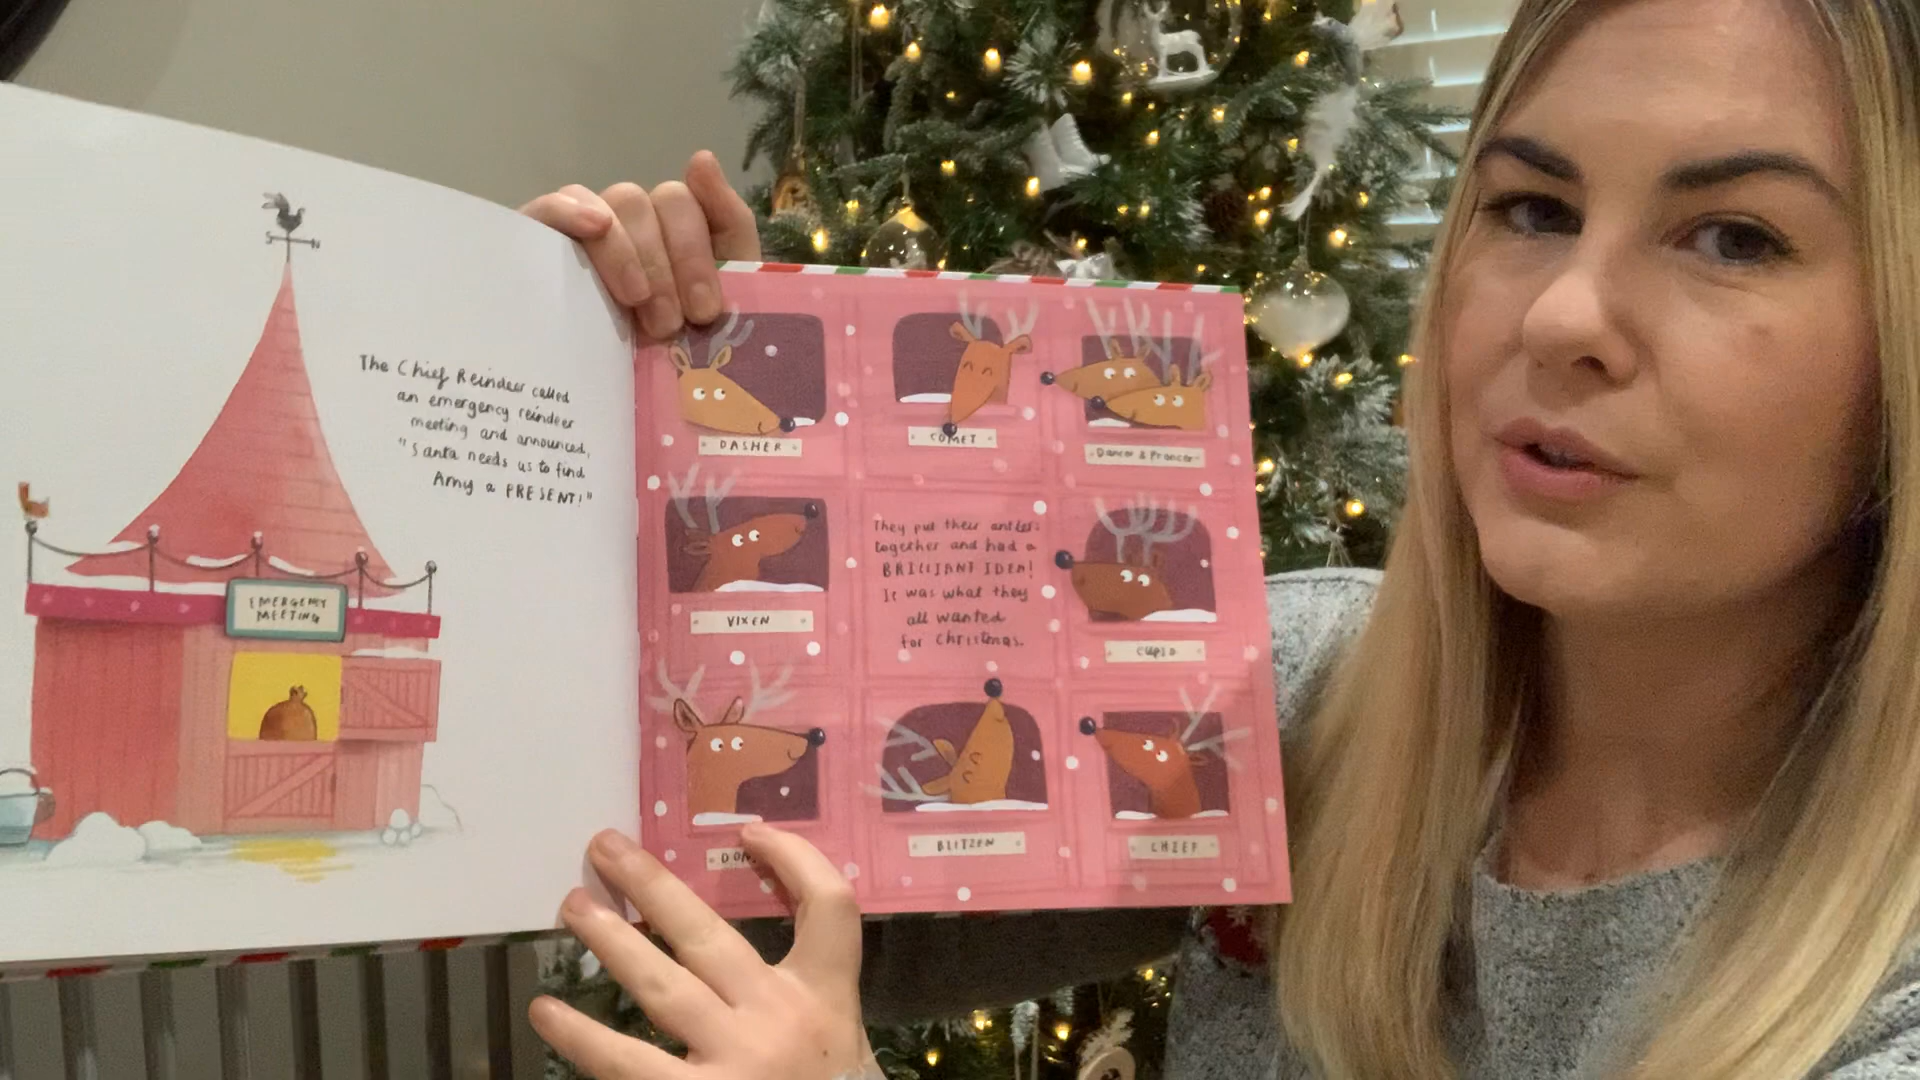 S N
The Chief Reindeer called
an emergency reindeer
meeting and announced,
"Santa needs us to find
Amy a PRESENT!"
EMERGENCY
MEETING
DASHER
COMET
Dancer & Prancer
VIXEN
They put their antlers
together and had a
BRILLIANT IDEA!
It was what they
all wanted
for Christmas.
CUPID
BLITZEN
CHIEF